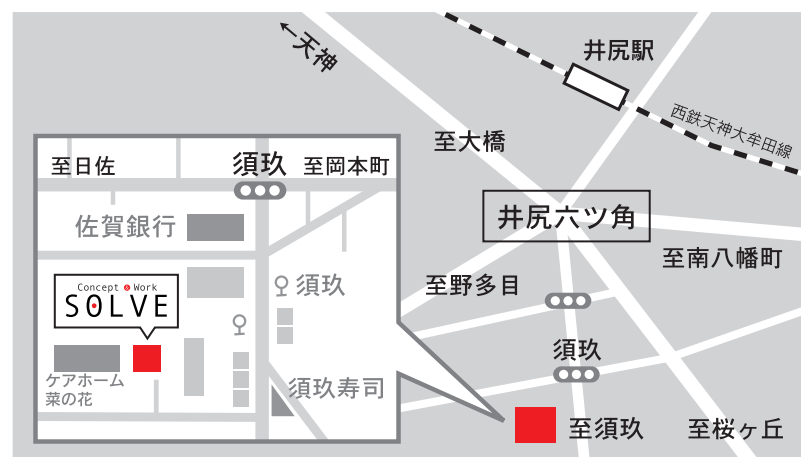 ←天神
井尻駅
西鉄天神大牟田線
至大橋
井尻六ツ角
至南八幡町
至野多目
須玖
至須玖
至桜ヶ丘
至日佐
須玖
至岡本町
佐賀銀行
Concept & Work
SOLVE
須玖
ケアホーム
菜の花
須玖寿司